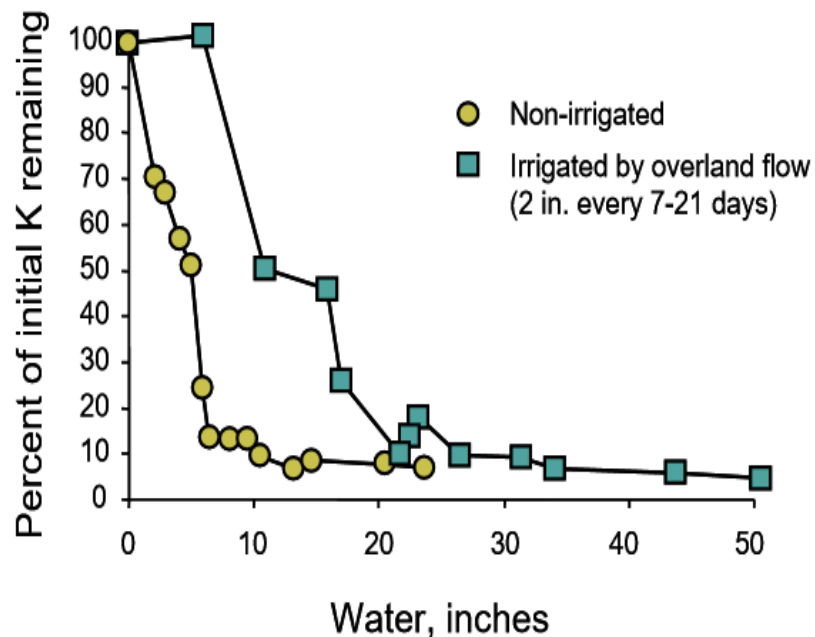 Percent of initial K remaining
100
90
80
70
60
50
40
30
20
10
0
Non-irrigated
Irrigated by overland flow
(2 in. every 7-21 days)
0 10 20 30 40 50
Water, inches